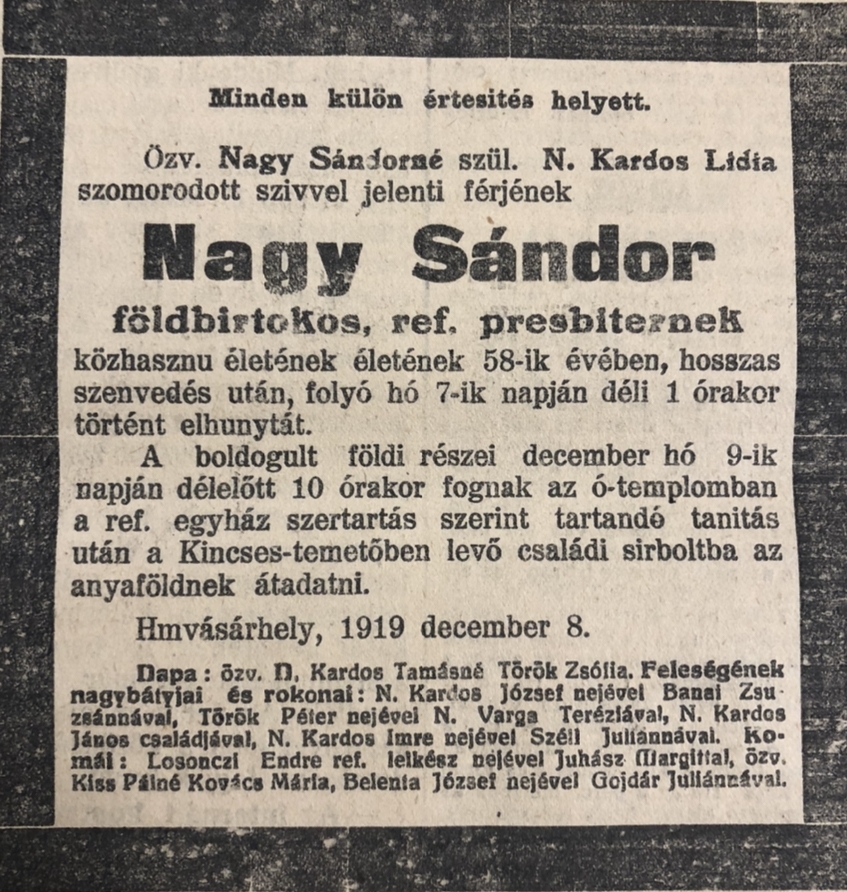 Minden külön értesités helyett.
Özv. Nagy Sándorné szül. N. Kardos Lidia
szomorodott szivvel jelenti férjének
Nagy Sándor
földbirtokos, ref. presbiternek
közhasznu életének életének 58-ik évében, hosszas
szenvedés után, folyó hó 7-ik napján déli 1 órakor
történt elhunytát.
A boldogult földi részei december hó 9-ik
napján délelőtt 10 órakor fognak az ó-templomban
a ref. egyház szertartás szerint tartandó tanitás
után a Kincses-temetőben levő családi sirboltba az
anyaföldnek átadatni.
Hmvásárhely, 1919 december 8.
Dapa: özv. D. Kardos Tamásné Török Zsófia. Feleségének
nagybátyjai és rokonai: N. Kardos József nejével Banai Zsu-
zsánnával, Török Péter nejével N. Varga Teréziával, N. Kardos
János családjával, N. Kardos Imre nejével Széll Juliánnával. Ko-
mái: Losonczi Endre ref. lelkész nejével Juhász Margittal, özv.
Kiss Pálné Kovács Mária, Belenta József nejével Gojdár Juliánnával.